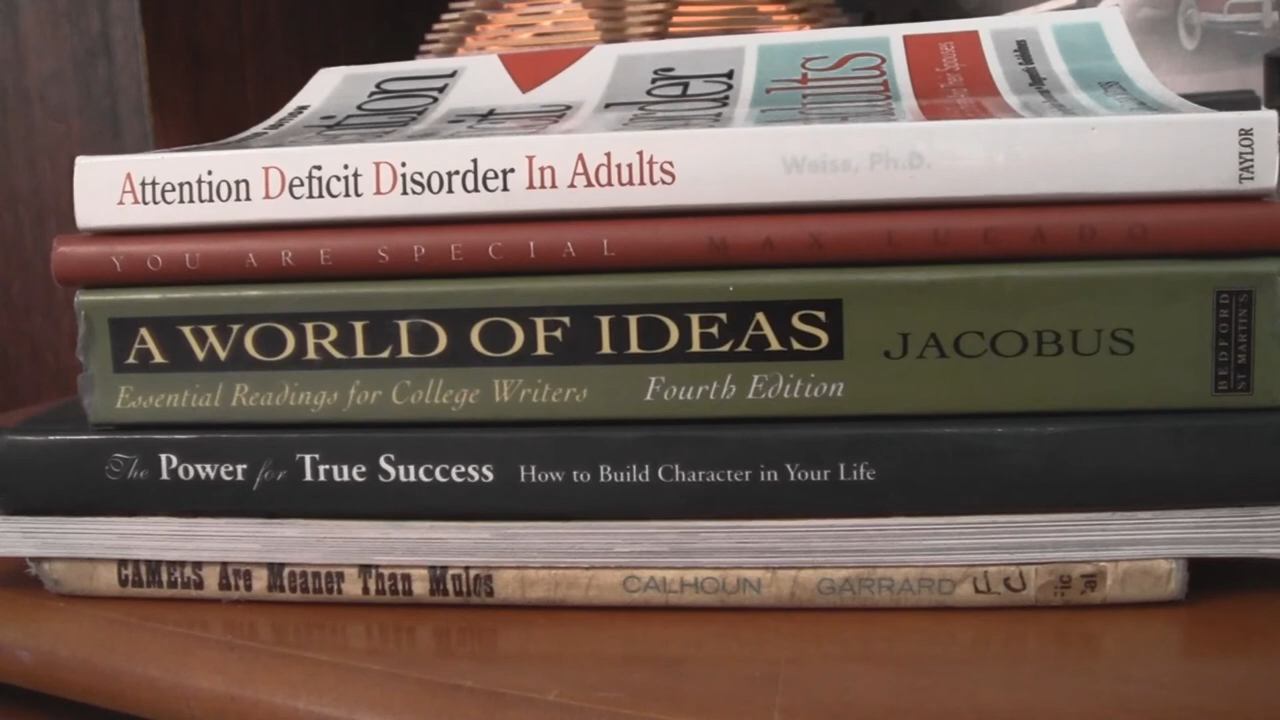 Attention Deficit Disorder In Adults Weiss, Ph.D. TAYLOR
YOU ARE SPECIAL MAX LUCADO
A WORLD OF IDEAS JACOBUS BEDFORD ST MARTIN'S
Essential Readings for College Writers Fourth Edition
The Power for True Success How to Build Character in Your Life
CAMELS Are Meaner Than Mules CALHOUN GARRARD